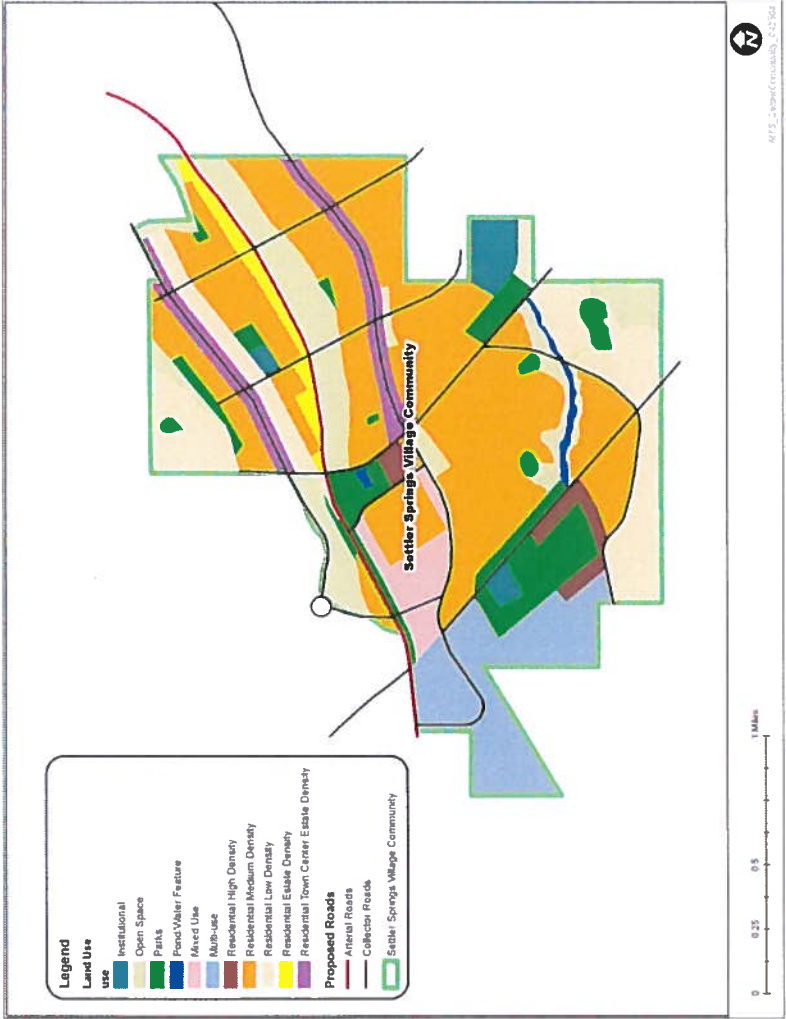 Legend
Land Use
use
Institutional
Open Space
Parks
Pond/Water Feature
Mixed Use
Multi-use
Residential High Density
Residential Medium Density
Residential Low Density
Residential Estate Density
Residential Town Center Estate Density
Proposed Roads
Arterial Roads
Collector Roads
Settler Springs Village Community
Settler Springs Village Community
0 0.25 0.5 1 Miles
N